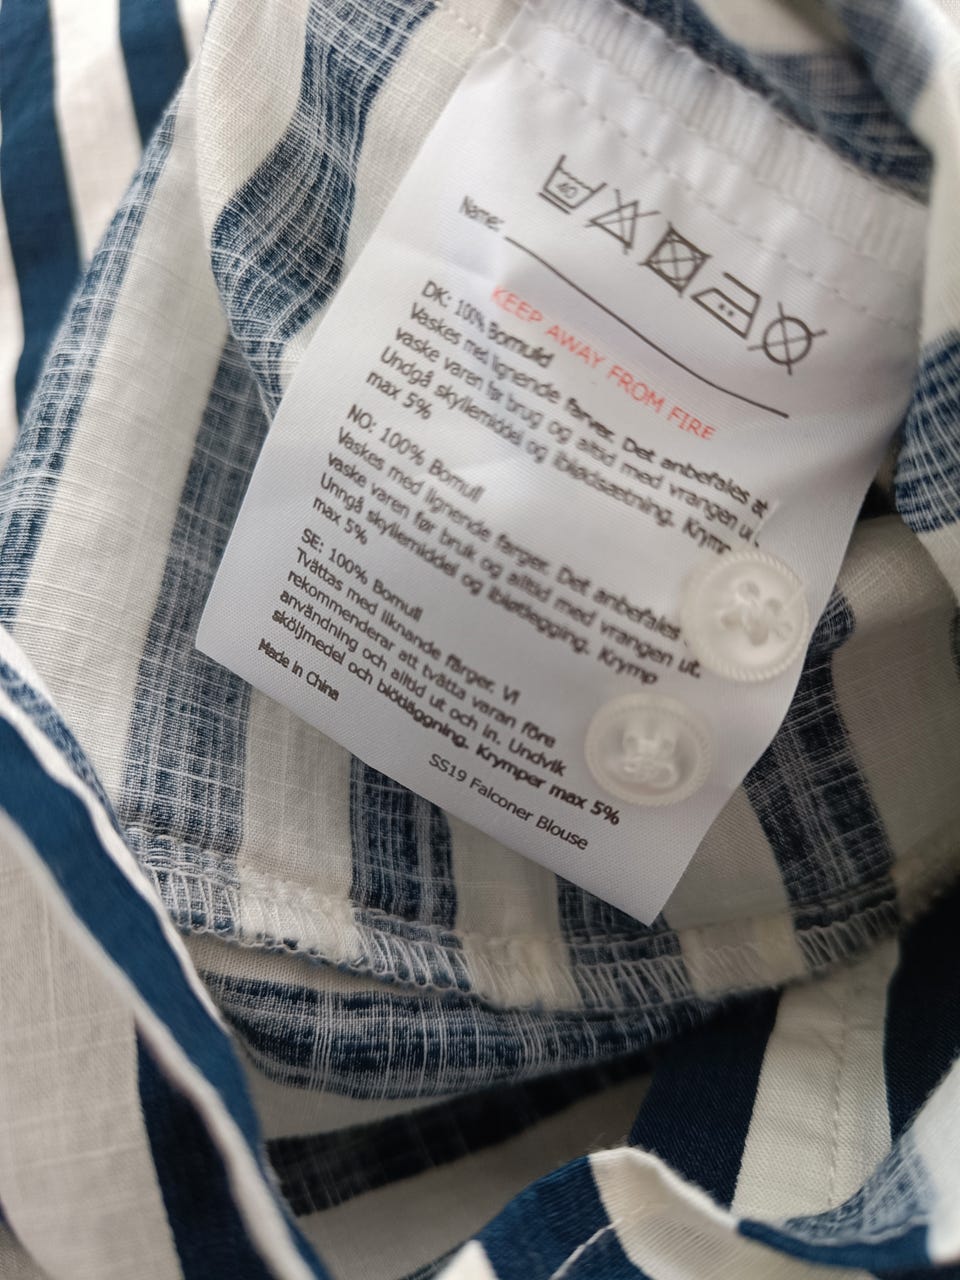 40
Name:
KEEP AWAY FROM FIRE
DK: 100% Bomuld
Vaskes med lignende farver. Det anbefales at
vaske varen før brug og altid med vrangen ud.
Undgå skyllemiddel og iblødsætning. Krymp
max 5%
NO: 100% Bomull
Vaskes med lignende farger. Det anbefales
vaske varen før bruk og alltid med vrangen ut.
Unngå skyllemiddel og ibløtlegging. Krymp
max 5%
SE: 100% Bomull
Tvättas med liknande färger. Vi
rekommenderar att tvätta varan före
användning och alltid ut och in. Undvik
sköljmedel och blötläggning. Krymper max 5%
Made in China
SS19 Falconer Blouse